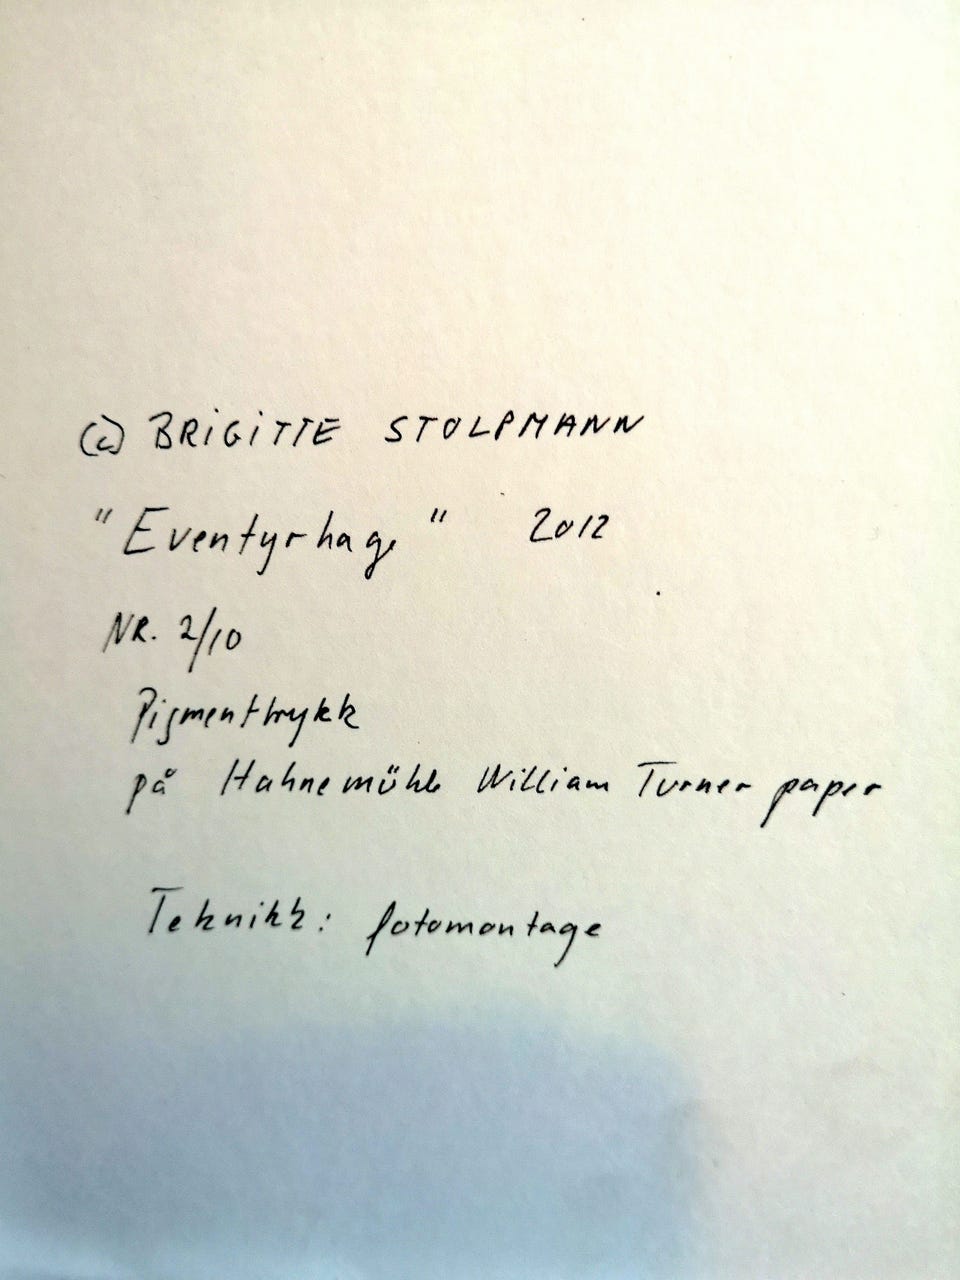 (c) BRIGITTE STOLPMANN
"Eventyrhage" 2012
NR. 2/10
Pigmenttrykk
på Hahnemühle William Turner paper
Teknikk: fotomontage